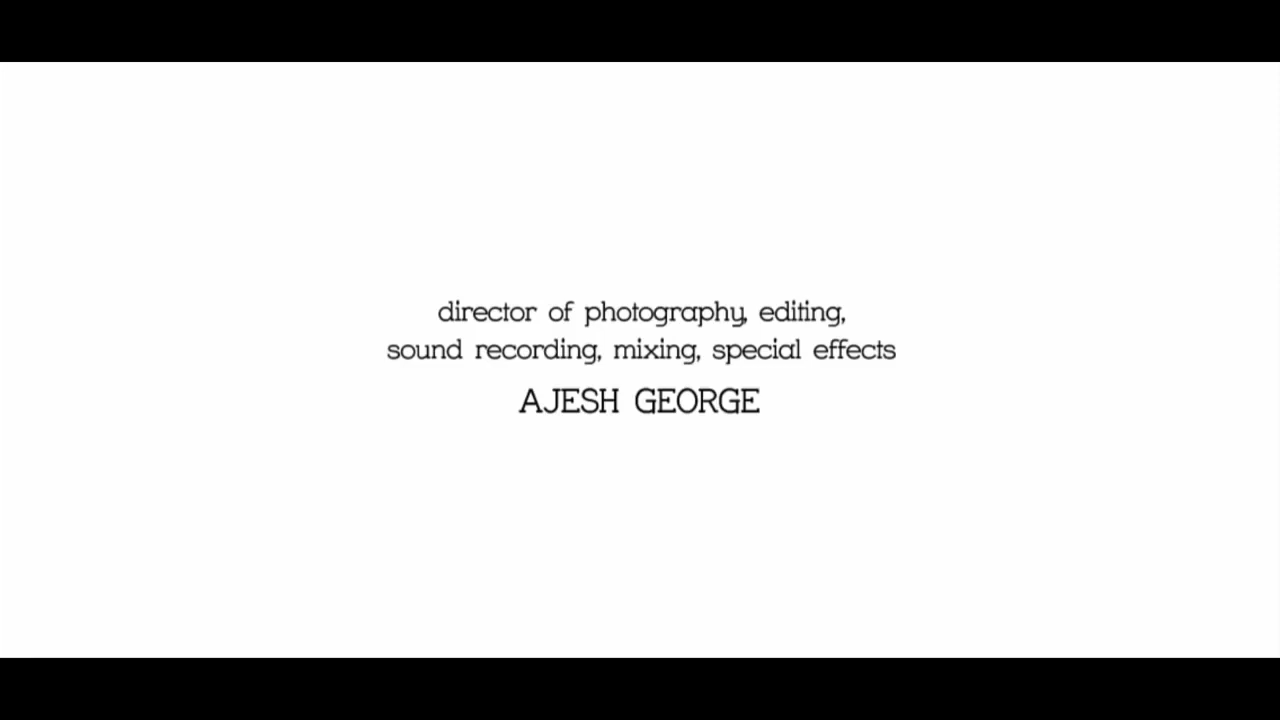 director of photography, editing,
sound recording, mixing, special effects
AJESH GEORGE